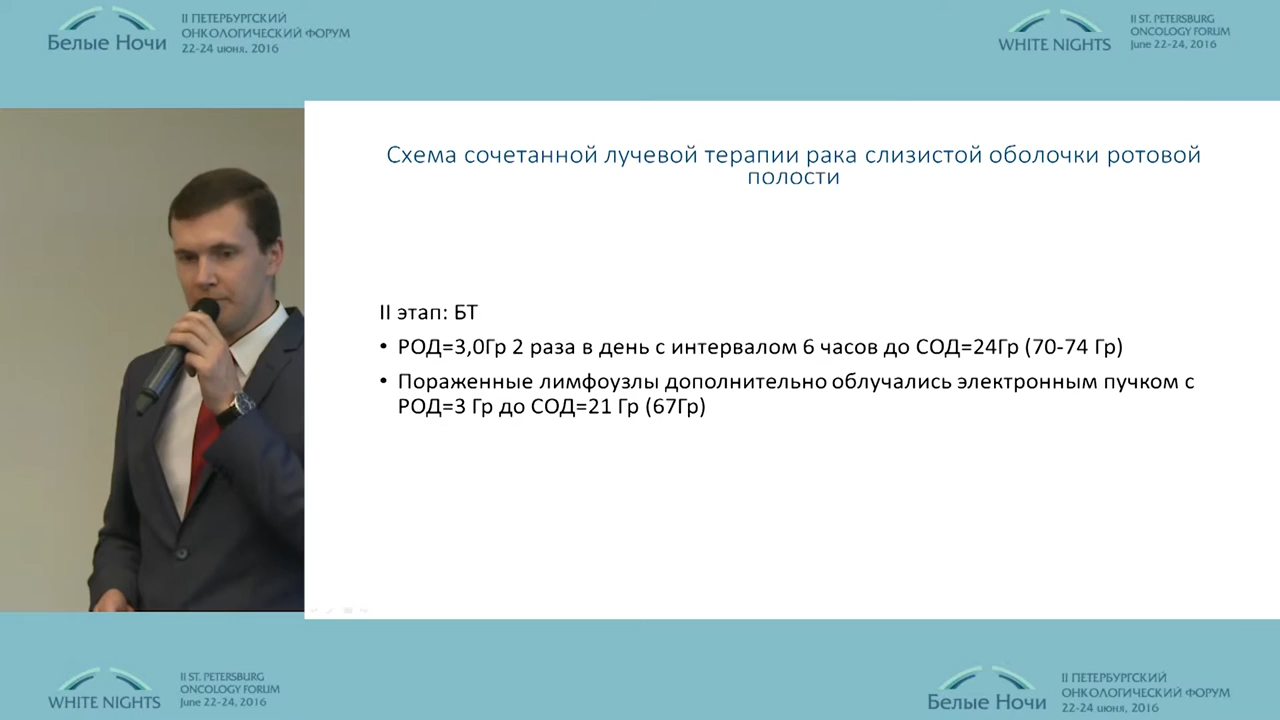 Белые Ночи
II ПЕТЕРБУРГСКИЙ
ОНКОЛОГИЧЕСКИЙ ФОРУМ
22-24 июня, 2016
WHITE NIGHTS
II ST. PETERSBURG
ONCOLOGY FORUM
June 22-24, 2016
Схема сочетанной лучевой терапии рака слизистой оболочки ротовой
полости
II этап: БТ
• РОД=3,0Гр 2 раза в день с интервалом 6 часов до СОД=24Гр (70-74 Гр)
• Пораженные лимфоузлы дополнительно облучались электронным пучком с
РОД=3 Гр до СОД=21 Гр (67Гр)
WHITE NIGHTS
II ST. PETERSBURG
ONCOLOGY FORUM
June 22-24, 2016
Белые Ночи
II ПЕТЕРБУРГСКИЙ
ОНКОЛОГИЧЕСКИЙ ФОРУМ
22-24 июня, 2016